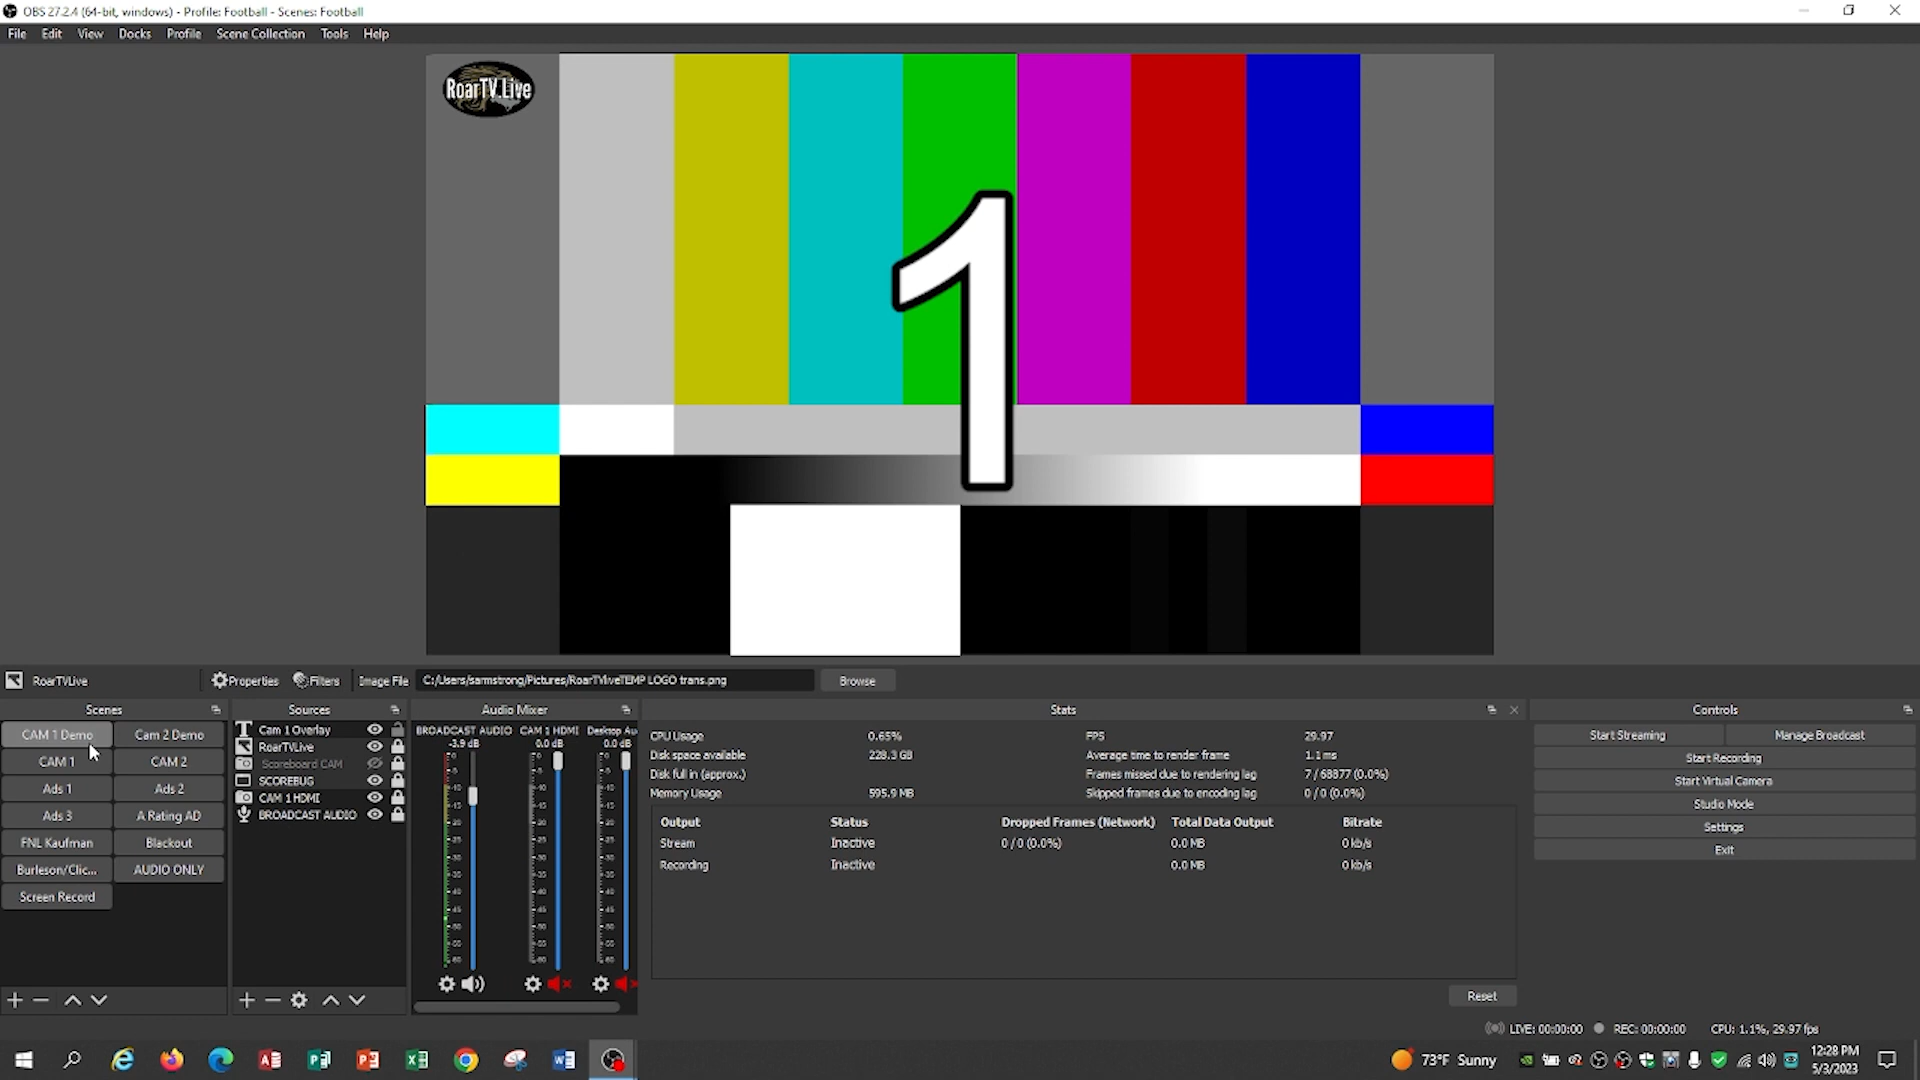 OBS 27.2.4 (64-bit, windows) - Profile: Football - Scenes: Football
File Edit View Docks Profile Scene Collection Tools Help
RoarTV.Live
1
RoarTVLive Properties Filters Image File C:/Users/sarmstrong/Pictures/RoarTVliveTEMP LOGO trans.png Browse
Scenes Sources Audio Mixer Stats Controls
CAM 1 Demo Cam 2 Demo
CAM 1 CAM 2
Ads 1 Ads 2
Ads 3 A Rating AD
FNL Kaufman Blackout
Burleson/Clic... AUDIO ONLY
Screen Record
Cam 1 Overlay
RoarTVLive
Scoreboard CAM
SCOREBUG
CAM 1 HDMI
BROADCAST AUDIO
BROADCAST AUDIO CAM 1 HDMI Desktop Au
-3.9 dB 0.0 dB 0.0 dB
CPU Usage 0.65% FPS 29.97
Disk space available 228.3 GB Average time to render frame 1.1 ms
Disk full in (approx.) Frames missed due to rendering lag 7 / 68877 (0.0%)
Memory Usage 595.9 MB Skipped frames due to encoding lag 0 / 0 (0.0%)
Output Status Dropped Frames (Network) Total Data Output Bitrate
Stream Inactive 0 / 0 (0.0%) 0.0 MB 0 kb/s
Recording Inactive 0.0 MB 0 kb/s
Reset
Start Streaming Manage Broadcast
Start Recording
Start Virtual Camera
Studio Mode
Settings
Exit
LIVE: 00:00:00 REC: 00:00:00 CPU: 1.1%, 29.97 fps
73°F Sunny 12:28 PM
5/3/2023